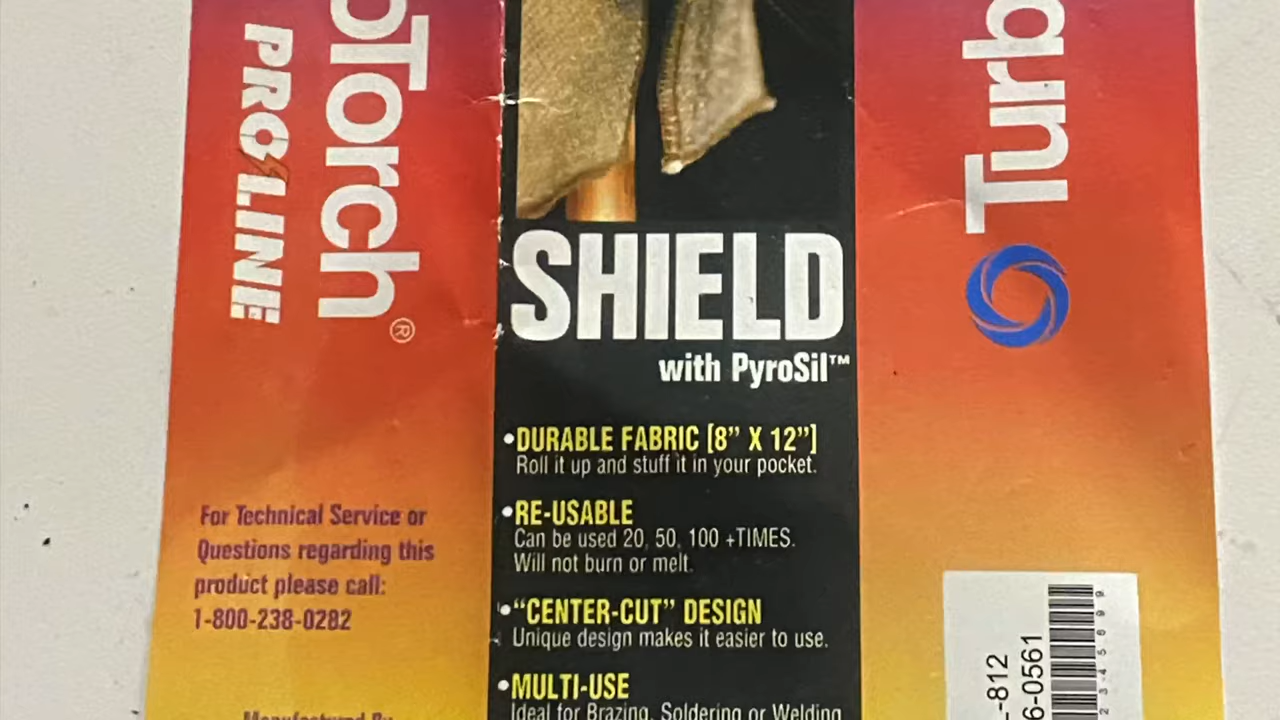 PROLINE
oTorch®
For Technical Service or
Questions regarding this
product please call:
1-800-238-0282
SHIELD
with PyroSil™
•DURABLE FABRIC [8” X 12”]
Roll it up and stuff it in your pocket.
•RE-USABLE
Can be used 20, 50, 100 +TIMES.
Will not burn or melt.
•“CENTER-CUT” DESIGN
Unique design makes it easier to use.
•MULTI-USE
Ideal for Brazing, Soldering or Welding
Turb
-812
6-0561